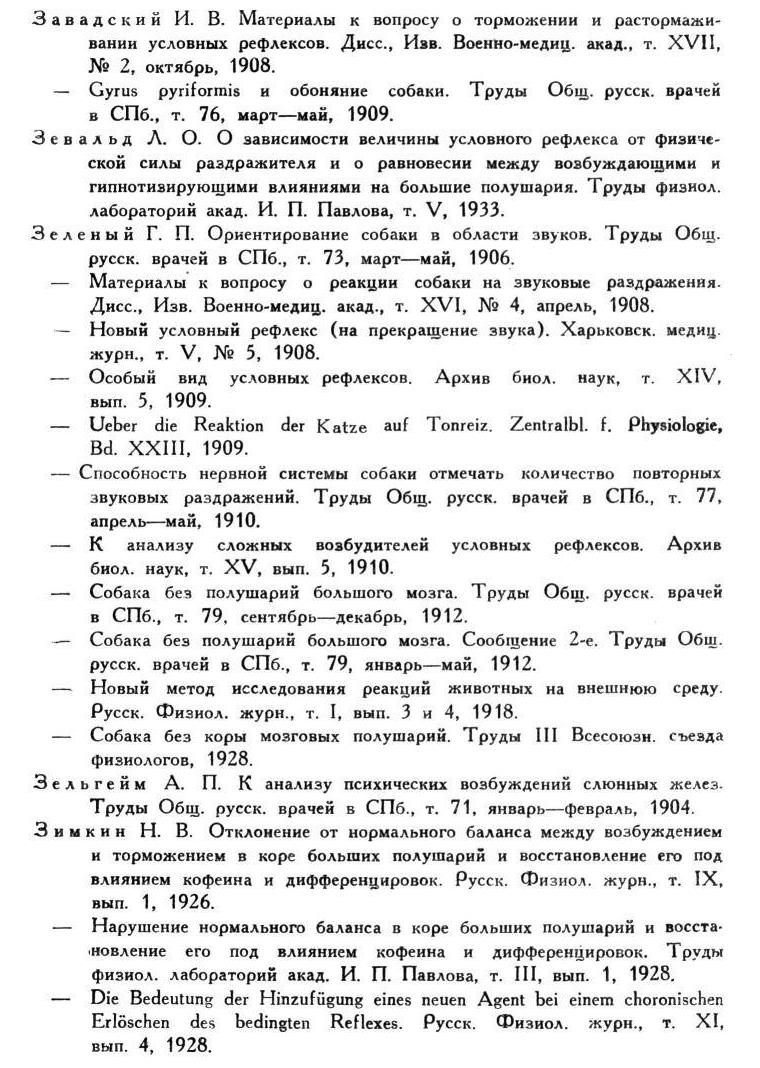 Завадский И. В. Материалы к вопросу о торможении и растормажи-
вании условных рефлексов. Дисс., Изв. Военно-медиц. акад., т. XVII,
№ 2, октябрь, 1908.
— Gyrus pyriformis и обоняние собаки. Труды Общ. русск. врачей
в СПб., т. 76, март—май, 1909.
Зевальд Л. О. О зависимости величины условного рефлекса от физиче-
ской силы раздражителя и о равновесии между возбуждающими и
гипнотизирующими влияниями на большие полушария. Труды физиол.
лабораторий акад. И. П. Павлова, т. V, 1933.
Зеленый Г. П. Ориентирование собаки в области звуков. Труды Общ.
русск. врачей в СПб., т. 73, март—май, 1906.
— Материалы к вопросу о реакции собаки на звуковые раздражения.
Дисс., Изв. Военно-медиц. акад., т. XVI, № 4, апрель, 1908.
— Новый условный рефлекс (на прекращение звука). Харьковск. медиц.
журн., т. V, № 5, 1908.
— Особый вид условных рефлексов. Архив биол. наук, т. XIV,
вып. 5, 1909.
— Ueber die Reaktion der Katze auf Tonreiz. Zentralbl. f. Physiologie,
Bd. XXIII, 1909.
— Способность нервной системы собаки отмечать количество повторных
звуковых раздражений. Труды Общ. русск. врачей в СПб., т. 77,
апрель—май, 1910.
— К анализу сложных возбудителей условных рефлексов. Архив
биол. наук, т. XV, вып. 5, 1910.
— Собака без полушарий большого мозга. Труды Общ. русск. врачей
в СПб., т. 79, сентябрь—декабрь, 1912.
— Собака без полушарий большого мозга. Сообщение 2-е. Труды Общ.
русск. врачей в СПб., т. 79, январь—май, 1912.
— Новый метод исследования реакций животных на внешнюю среду.
Русск. Физиол. журн., т. I, вып. 3 и 4, 1918.
— Собака без коры мозговых полушарий. Труды III Всесоюзн. съезда
физиологов, 1928.
Зельгейм А. П. К анализу психических возбуждений слюнных желез.
Труды Общ. русск. врачей в СПб., т. 71, январь—февраль, 1904.
Зимкин Н. В. Отклонение от нормального баланса между возбуждением
и торможением в коре больших полушарий и восстановление его под
влиянием кофеина и дифференцировок. Русск. Физиол. журн., т. IX,
вып. 1, 1926.
— Нарушение нормального баланса в коре больших полушарий и восста-
новление его под влиянием кофеина и дифференцировок. Труды
физиол. лабораторий акад. И. П. Павлова, т. III, вып. 1, 1928.
— Die Bedeutung der Hinzufügung eines neuen Agent bei einem choronischen
Erlöschen des bedingten Reflexes. Русск. Физиол. журн., т. XI,
вып. 4, 1928.